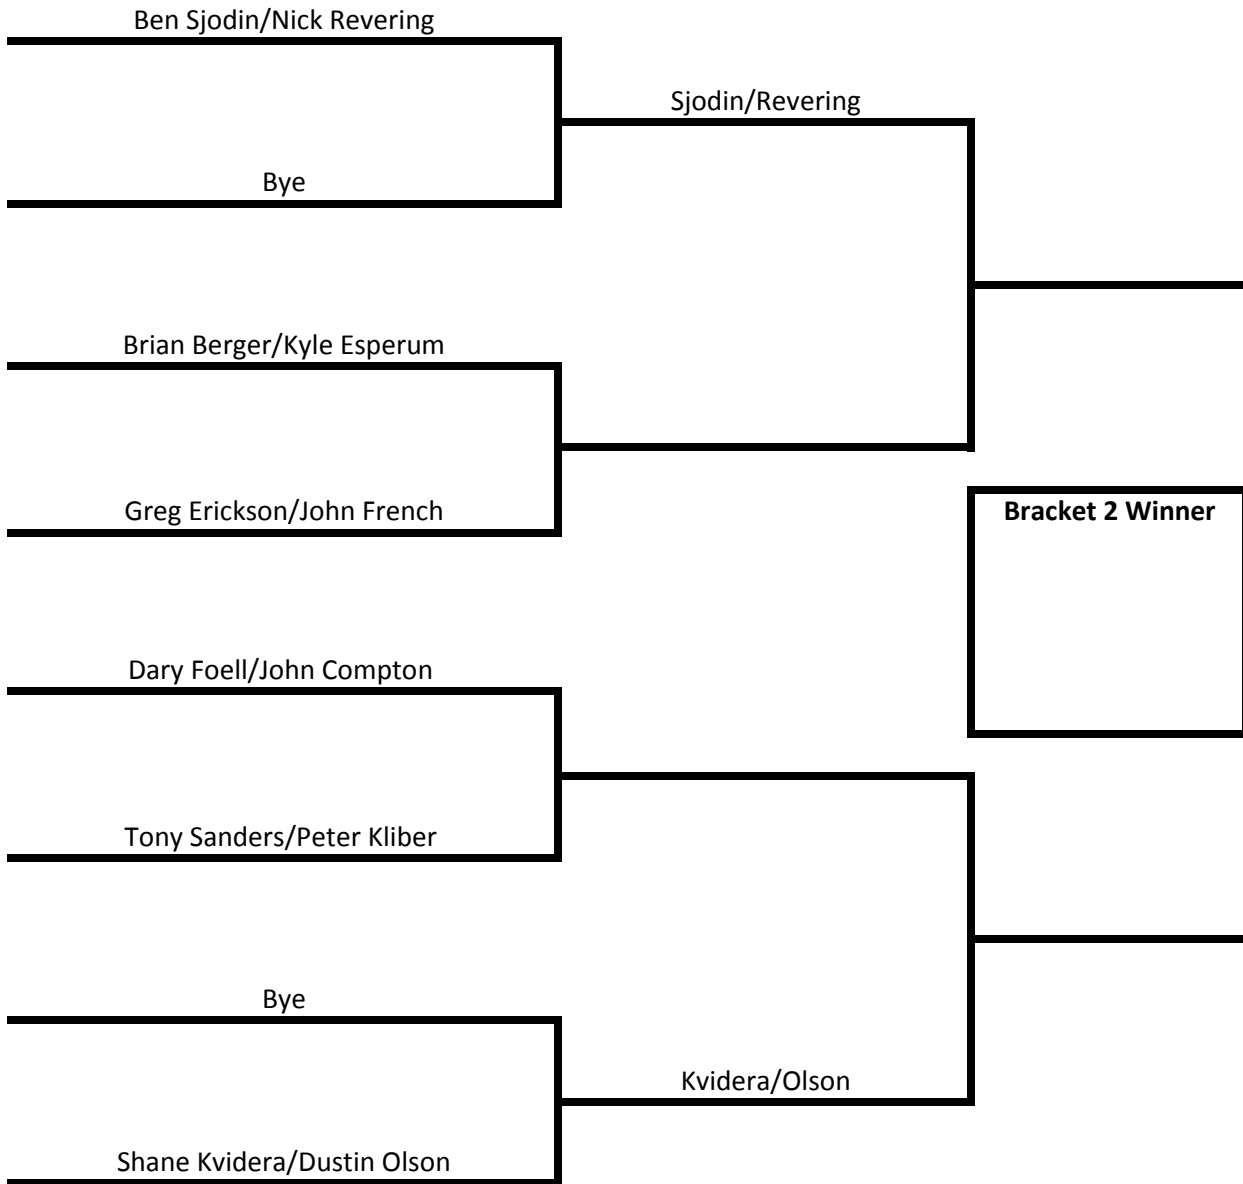 Ben Sjodin/Nick Revering
Sjodin/Revering
Bye
Brian Berger/Kyle Esperum
Greg Erickson/John French
Bracket 2 Winner
Dary Foell/John Compton
Tony Sanders/Peter Kliber
Bye
Kvidera/Olson
Shane Kvidera/Dustin Olson